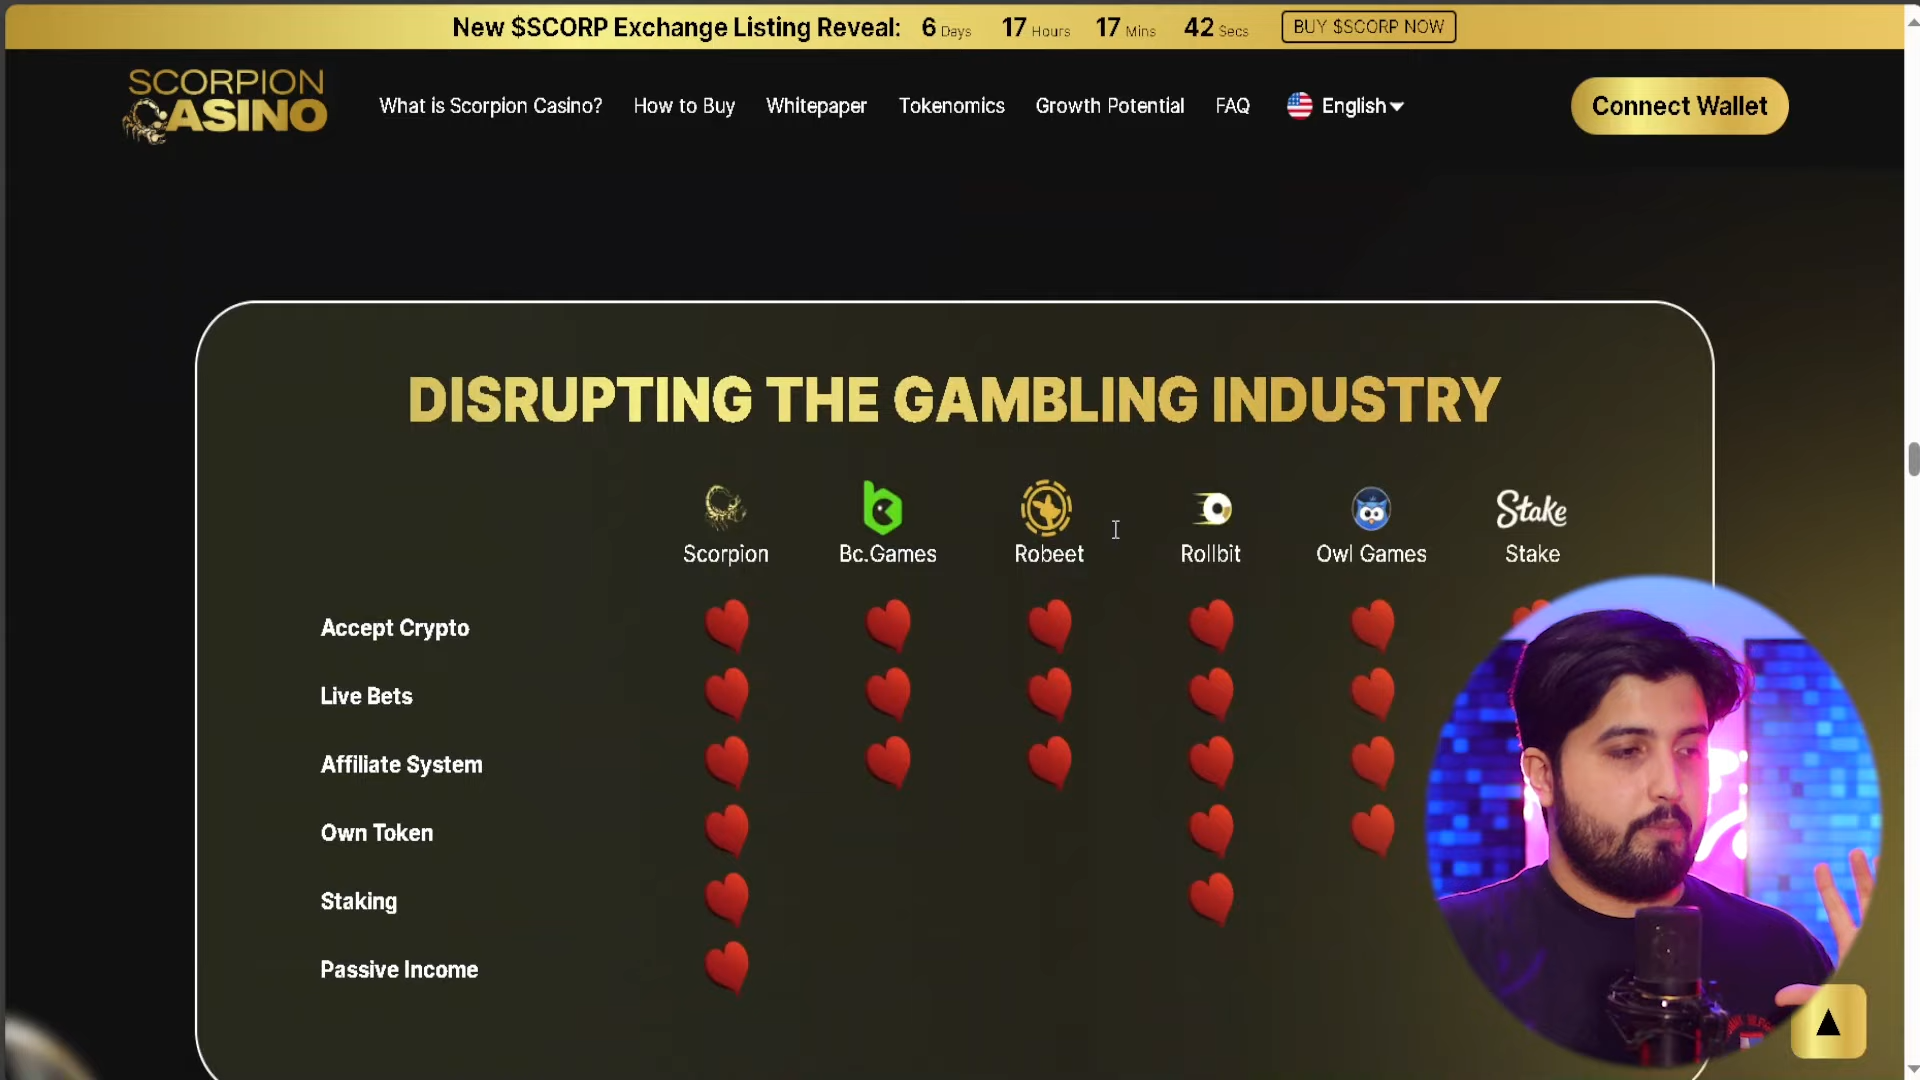 New $SCORP Exchange Listing Reveal: 6 Days 17 Hours 17 Mins 42 Secs BUY $SCORP NOW
SCORPION
CASINO
What is Scorpion Casino? How to Buy Whitepaper Tokenomics Growth Potential FAQ English Connect Wallet
DISRUPTING THE GAMBLING INDUSTRY
Stake
Scorpion Bc.Games Robeet Rollbit Owl Games Stake
Accept Crypto
Live Bets
Affiliate System
Own Token
Staking
Passive Income